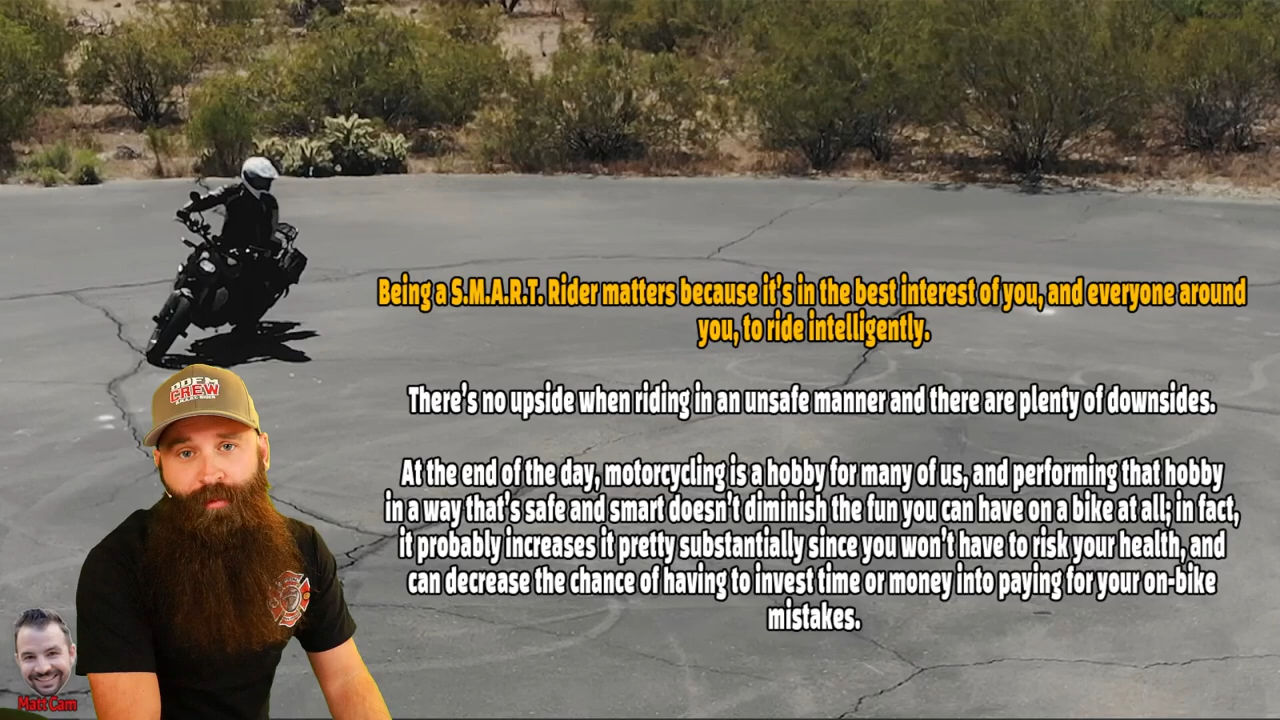 Being a S.M.A.R.T. Rider matters because it's in the best interest of you, and everyone around
you, to ride intelligently.
There's no upside when riding in an unsafe manner and there are plenty of downsides.
At the end of the day, motorcycling is a hobby for many of us, and performing that hobby
in a way that's safe and smart doesn't diminish the fun you can have on a bike at all; in fact,
it probably increases it pretty substantially since you won't have to risk your health, and
can decrease the chance of having to invest time or money into paying for your on-bike
mistakes.
CREW
Matt Cam